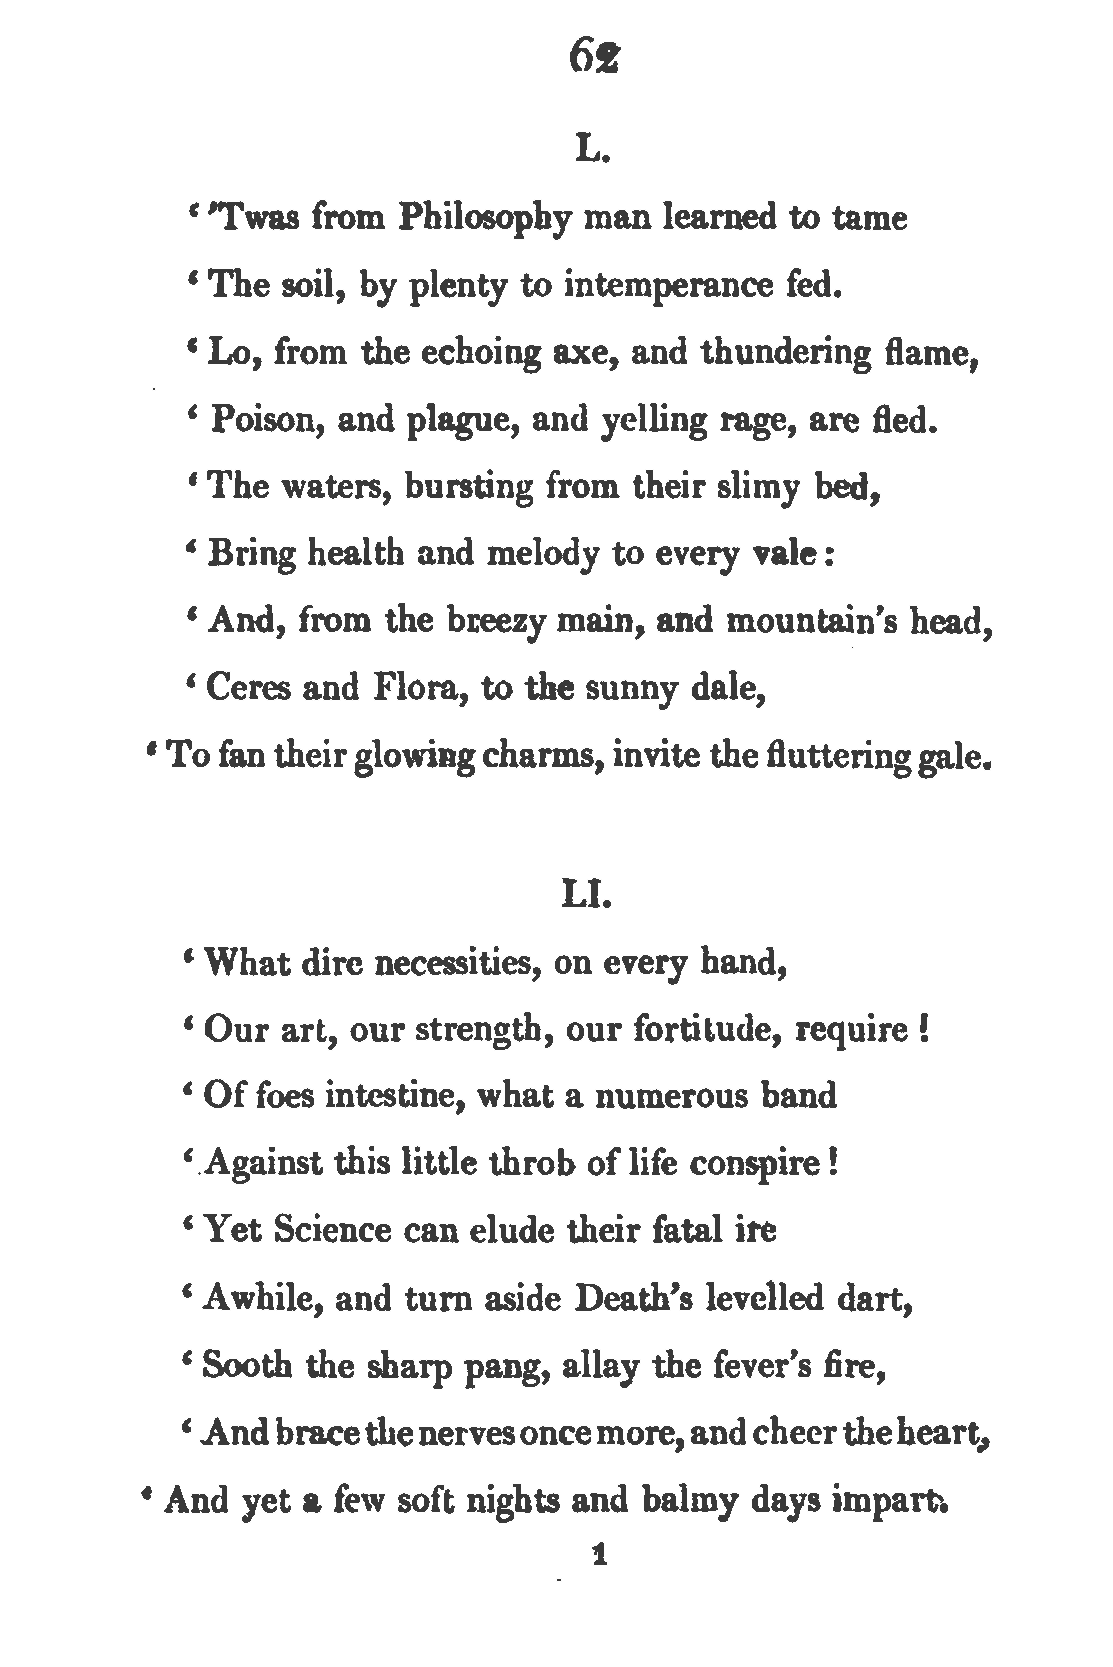 62
L.
‘ 'Twas from Philosophy man learned to tame
‘ The soil, by plenty to intemperance fed.
‘ Lo, from the echoing axe, and thundering flame,
‘ Poison, and plague, and yelling rage, are fled.
‘ The waters, bursting from their slimy bed,
‘ Bring health and melody to every vale :
‘ And, from the breezy main, and mountain's head,
‘ Ceres and Flora, to the sunny dale,
‘ To fan their glowing charms, invite the fluttering gale.
LI.
‘ What dire necessities, on every hand,
‘ Our art, our strength, our fortitude, require !
‘ Of foes intestine, what a numerous band
‘ Against this little throb of life conspire !
‘ Yet Science can elude their fatal ire
‘ Awhile, and turn aside Death's levelled dart,
‘ Sooth the sharp pang, allay the fever's fire,
‘ And brace the nerves once more, and cheer the heart,
‘ And yet a few soft nights and balmy days impart.
1